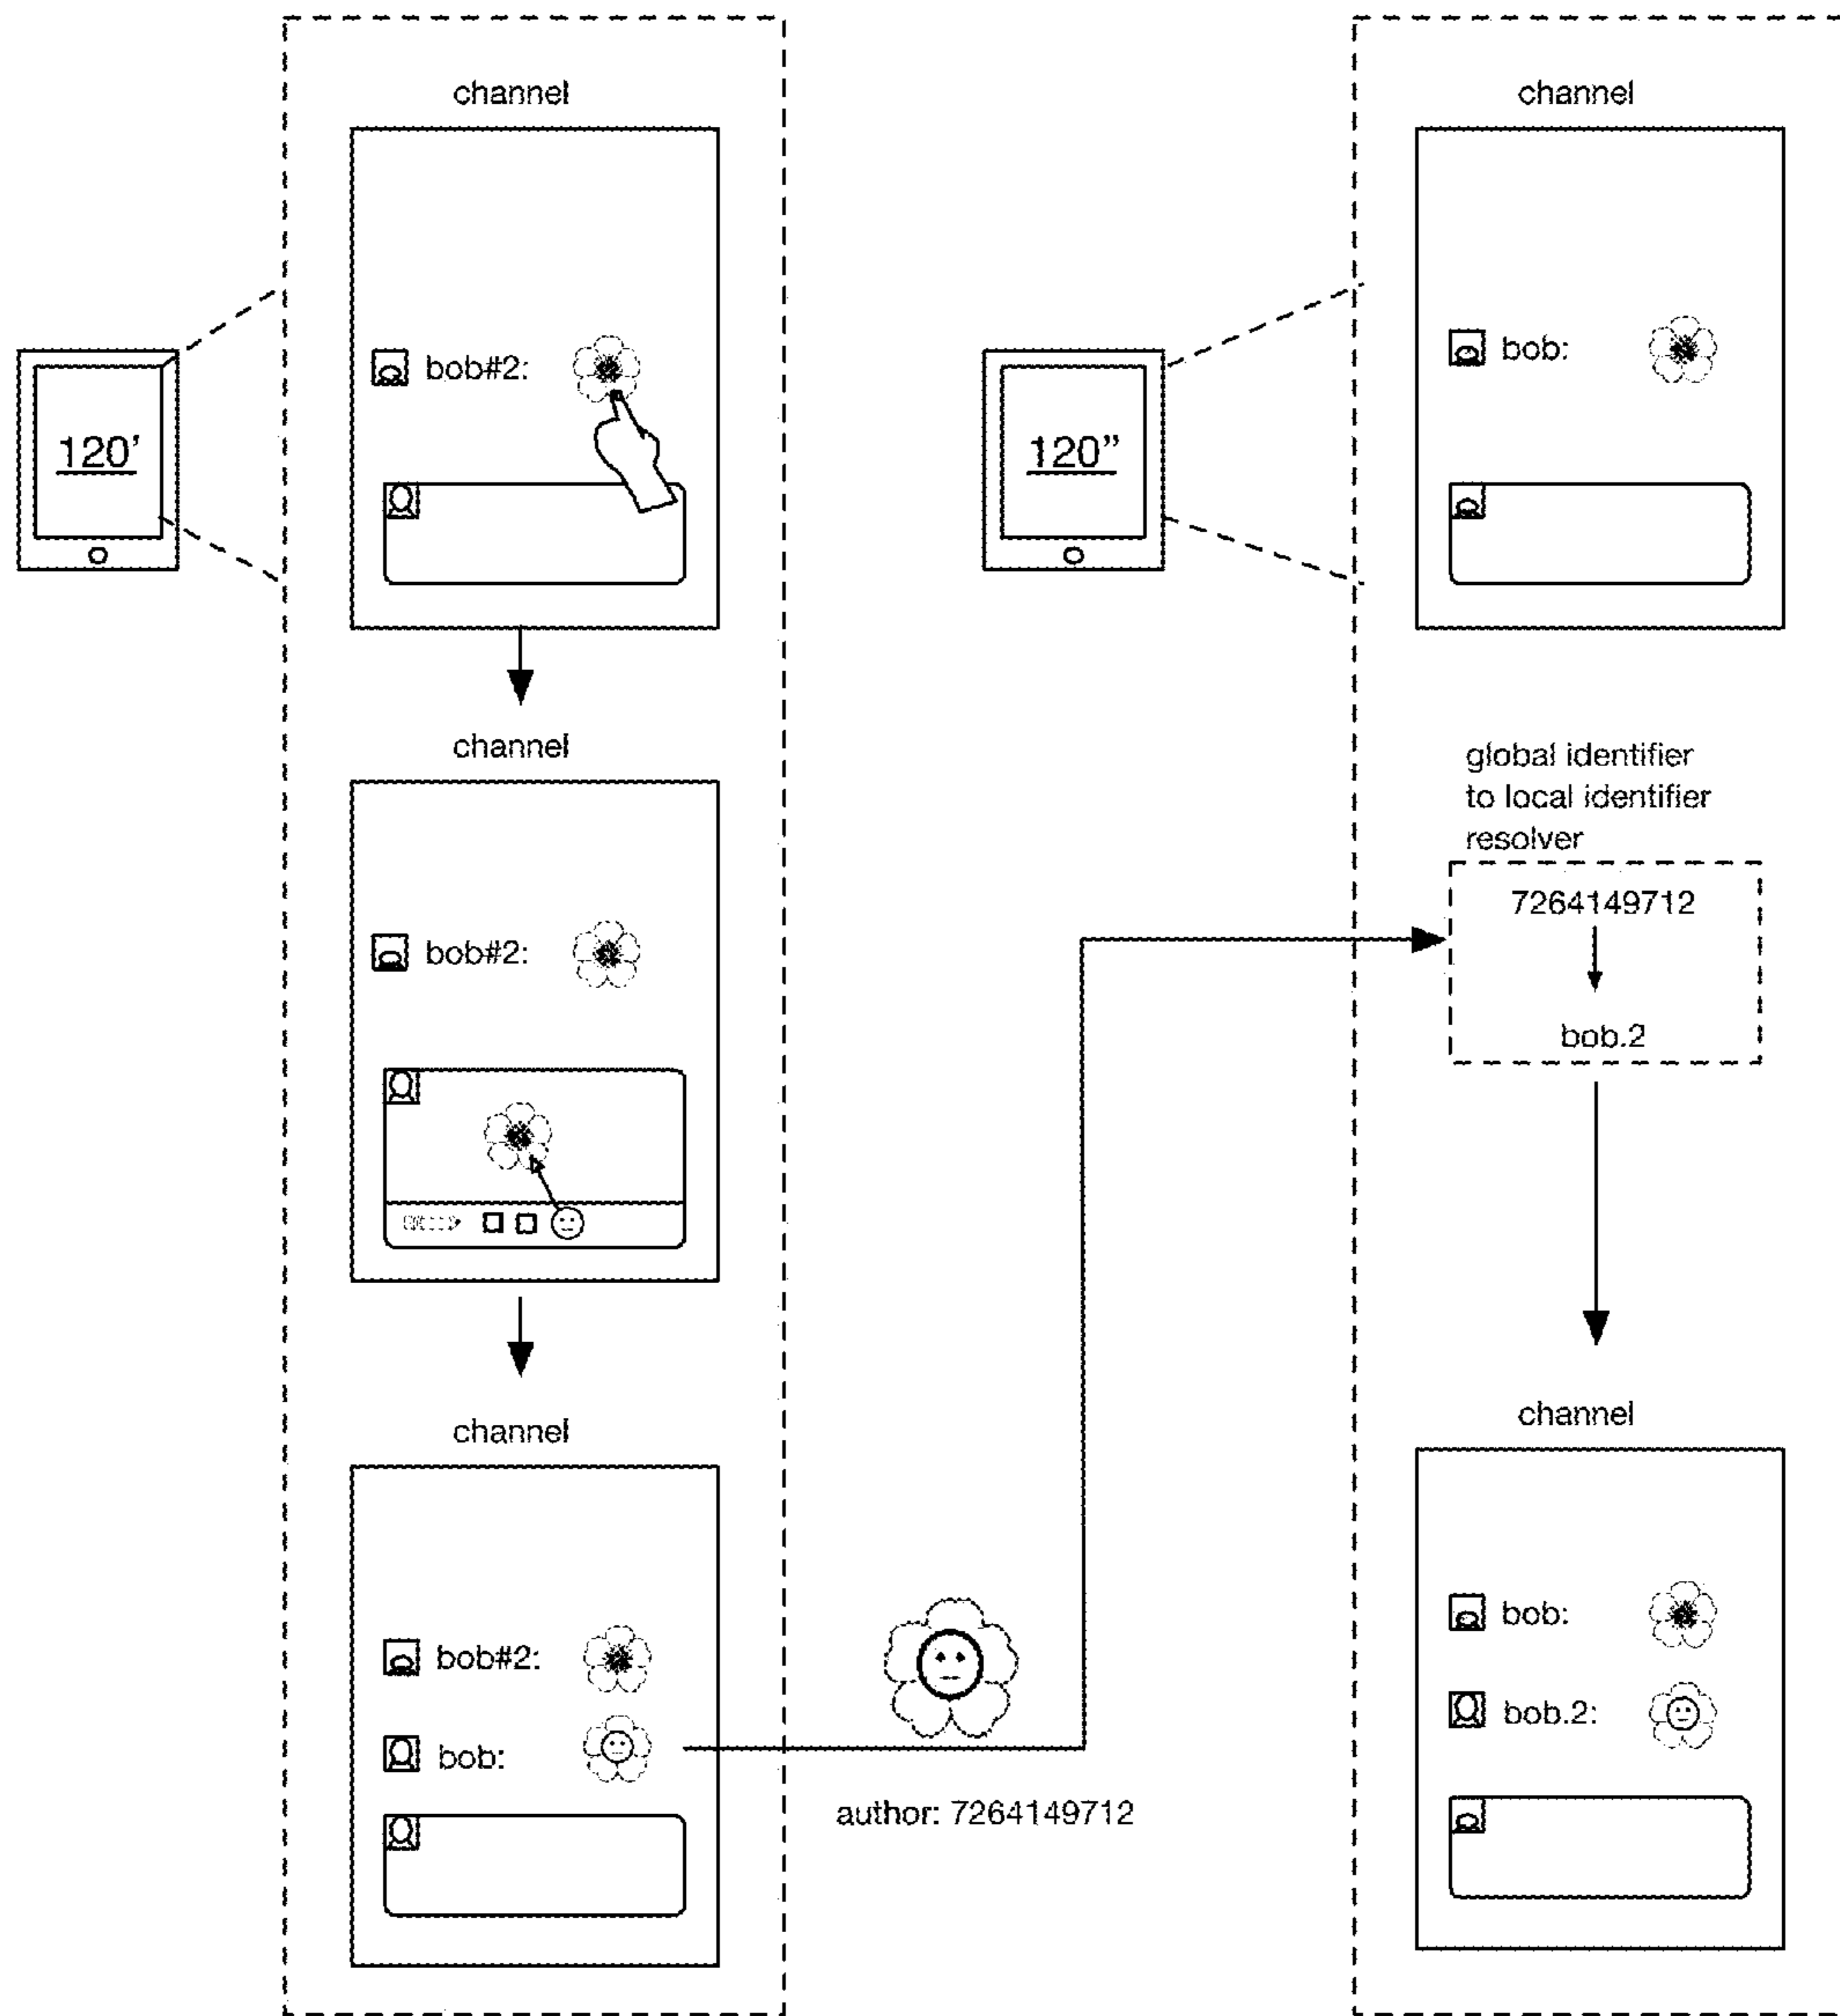 channel
bob#2:
120'
channel
bob#2:
channel
bob#2:
bob:
author: 7264149712
channel
bob:
120”
global identifier
to local identifier
resolver
7264149712
bob.2
channel
bob:
bob.2: